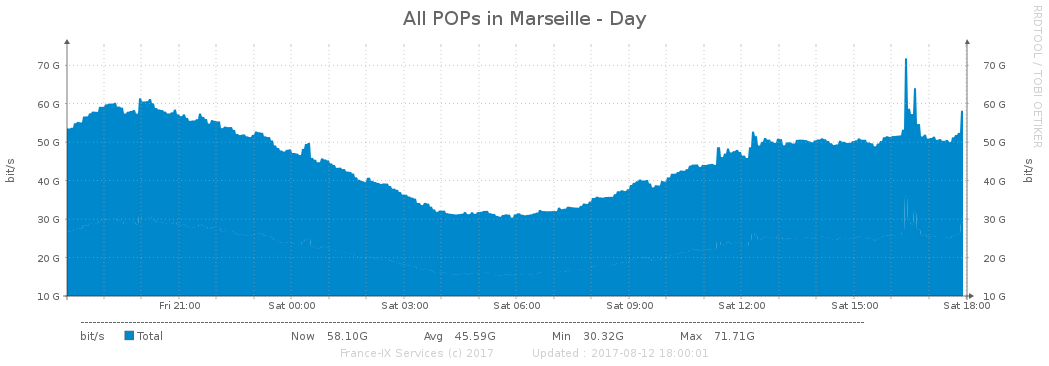 All POPs in Marseille - Day
RRDTOOL / TOBI OETIKER
70 G 70 G
60 G 60 G
50 G 50 G
40 G 40 G
30 G 30 G
20 G 20 G
10 G 10 G
bit/s
bit/s
Fri 21:00 Sat 00:00 Sat 03:00 Sat 06:00 Sat 09:00 Sat 12:00 Sat 15:00 Sat 18:00
bit/s Total Now 58.10G Avg 45.59G Min 30.32G Max 71.71G
France-IX Services (c) 2017 Updated : 2017-08-12 18:00:01